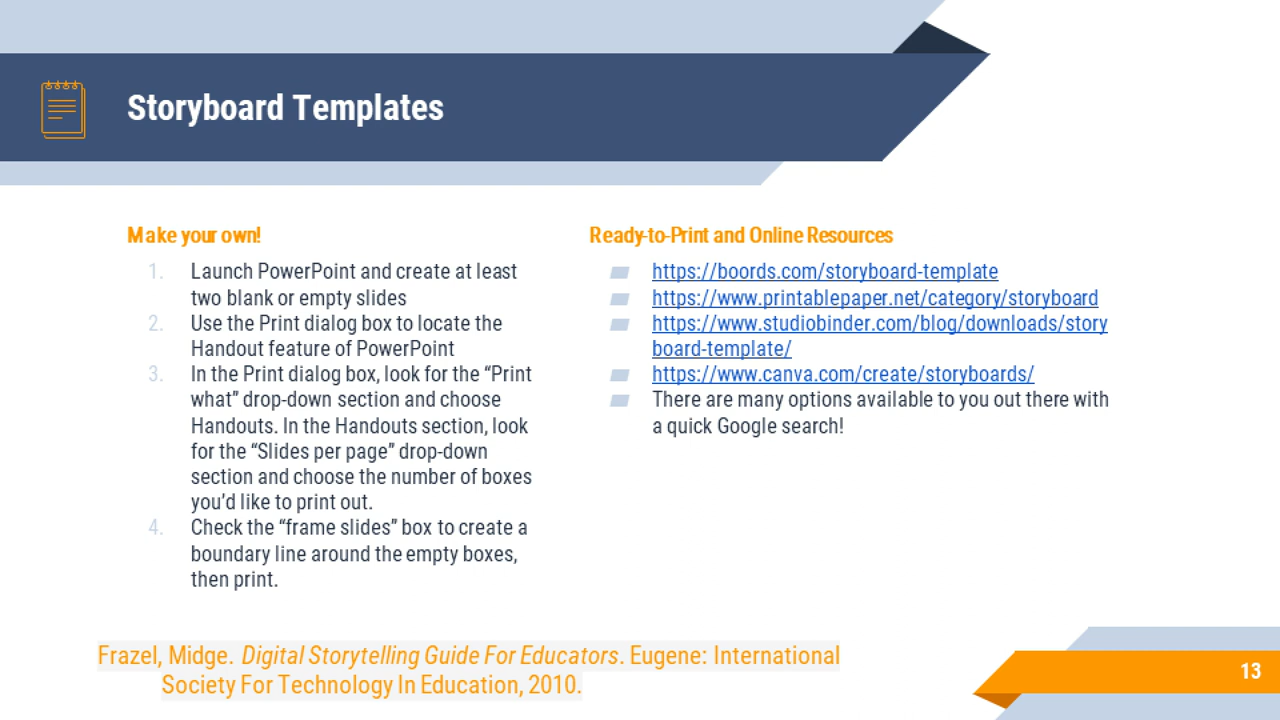 Storyboard Templates
Make your own!
1. Launch PowerPoint and create at least
two blank or empty slides
2. Use the Print dialog box to locate the
Handout feature of PowerPoint
3. In the Print dialog box, look for the “Print
what” drop-down section and choose
Handouts. In the Handouts section, look
for the “Slides per page” drop-down
section and choose the number of boxes
you’d like to print out.
4. Check the “frame slides” box to create a
boundary line around the empty boxes,
then print.
Ready-to-Print and Online Resources
https://boords.com/storyboard-template
https://www.printablepaper.net/category/storyboard
https://www.studiobinder.com/blog/downloads/story
board-template/
https://www.canva.com/create/storyboards/
There are many options available to you out there with
a quick Google search!
Frazel, Midge. Digital Storytelling Guide For Educators. Eugene: International
Society For Technology In Education, 2010.
13